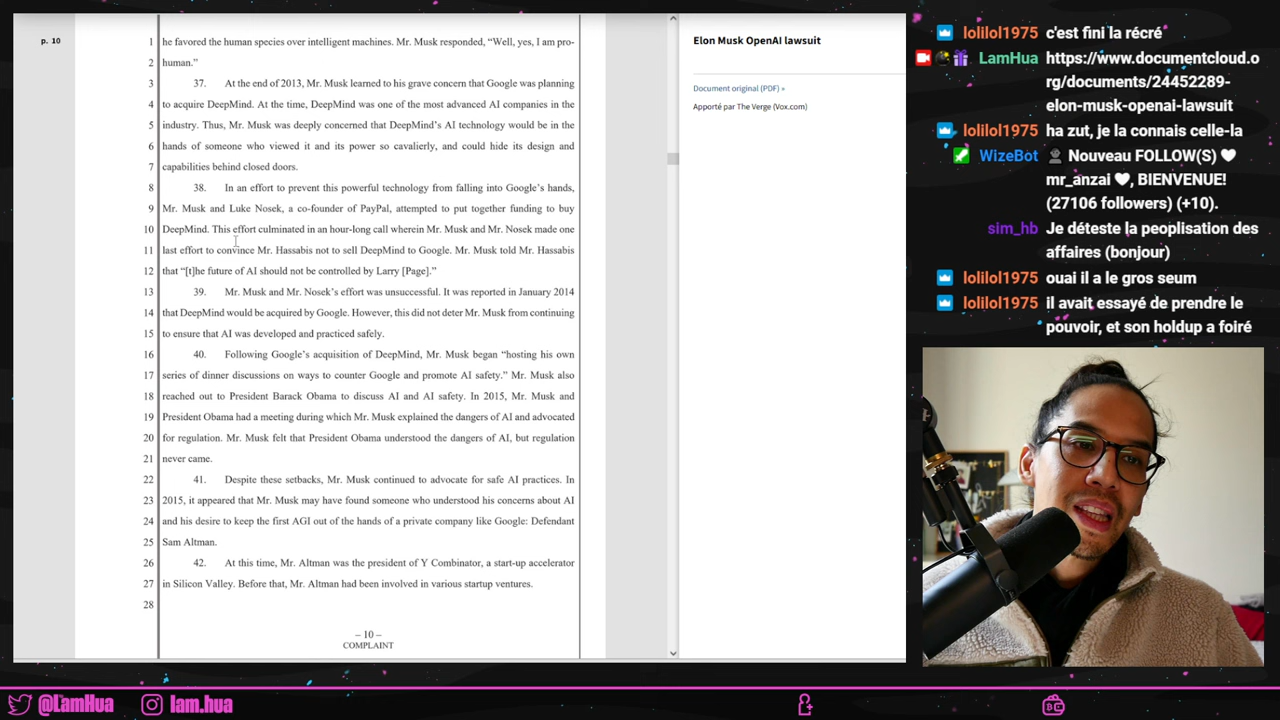 p. 10
1 he favored the human species over intelligent machines. Mr. Musk responded, “Well, yes, I am pro-
2 human.”
3 37. At the end of 2013, Mr. Musk learned to his grave concern that Google was planning
4 to acquire DeepMind. At the time, DeepMind was one of the most advanced AI companies in the
5 industry. Thus, Mr. Musk was deeply concerned that DeepMind’s AI technology would be in the
6 hands of someone who viewed it and its power so cavalierly, and could hide its design and
7 capabilities behind closed doors.
8 38. In an effort to prevent this powerful technology from falling into Google’s hands,
9 Mr. Musk and Luke Nosek, a co-founder of PayPal, attempted to put together funding to buy
10 DeepMind. This effort culminated in an hour-long call wherein Mr. Musk and Mr. Nosek made one
11 last effort to convince Mr. Hassabis not to sell DeepMind to Google. Mr. Musk told Mr. Hassabis
12 that “[t]he future of AI should not be controlled by Larry [Page].”
13 39. Mr. Musk and Mr. Nosek’s effort was unsuccessful. It was reported in January 2014
14 that DeepMind would be acquired by Google. However, this did not deter Mr. Musk from continuing
15 to ensure that AI was developed and practiced safely.
16 40. Following Google’s acquisition of DeepMind, Mr. Musk began “hosting his own
17 series of dinner discussions on ways to counter Google and promote AI safety.” Mr. Musk also
18 reached out to President Barack Obama to discuss AI and AI safety. In 2015, Mr. Musk and
19 President Obama had a meeting during which Mr. Musk explained the dangers of AI and advocated
20 for regulation. Mr. Musk felt that President Obama understood the dangers of AI, but regulation
21 never came.
22 41. Despite these setbacks, Mr. Musk continued to advocate for safe AI practices. In
23 2015, it appeared that Mr. Musk may have found someone who understood his concerns about AI
24 and his desire to keep the first AGI out of the hands of a private company like Google: Defendant
25 Sam Altman.
26 42. At this time, Mr. Altman was the president of Y Combinator, a start-up accelerator
27 in Silicon Valley. Before that, Mr. Altman had been involved in various startup ventures.
28
– 10 –
COMPLAINT
Elon Musk OpenAI lawsuit
Document original (PDF) »
Apporté par The Verge (Vox.com)
lolilol1975 c'est fini la récré
LamHua https://www.documentcloud.o
rg/documents/24452289-
elon-musk-openai-lawsuit
lolilol1975 ha zut, je la connais celle-la
WizeBot Nouveau FOLLOW(S)
mr_anzai, BIENVENUE!
(27106 followers) (+10).
sim_hb Je déteste la peoplisation des
affaires (bonjour)
lolilol1975 ouai il a le gros seum
lolilol1975 il avait essayé de prendre le
pouvoir, et son holdup a foiré
@LamHua lam.hua